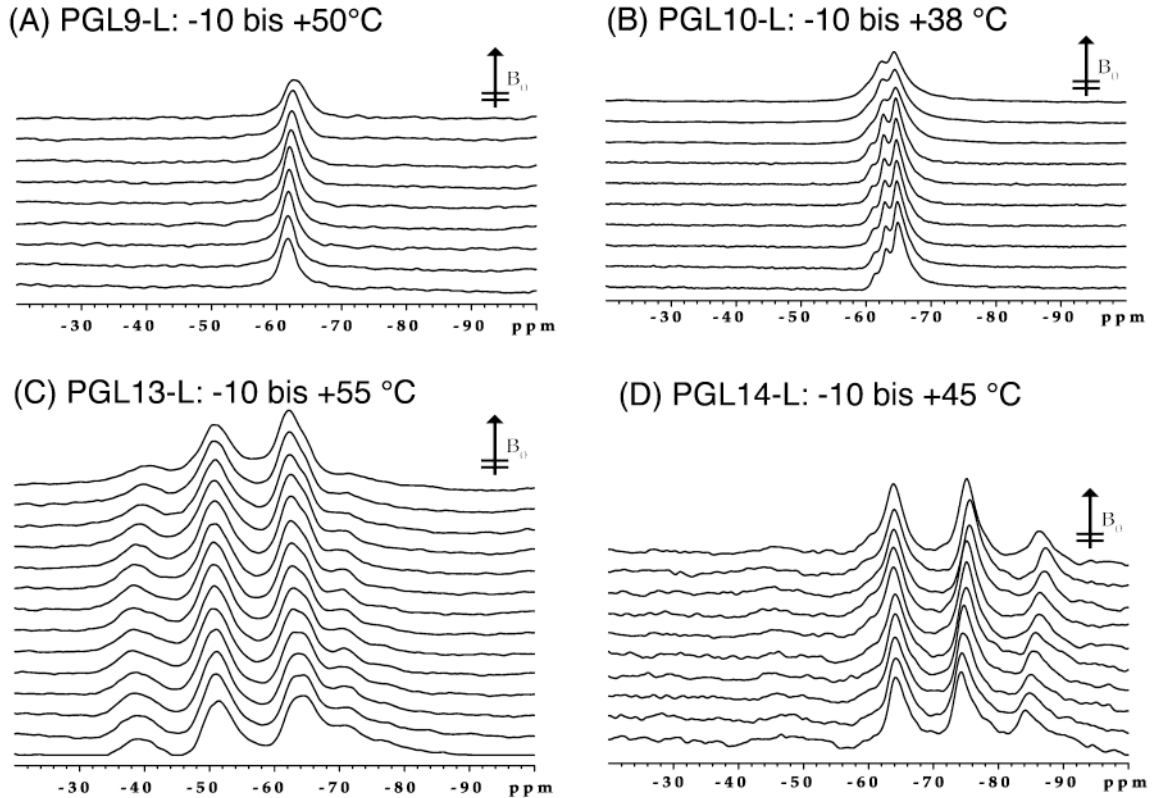 (A) PGL9-L: -10 bis +50°C
B₀
-30 -40 -50 -60 -70 -80 -90 ppm
(B) PGL10-L: -10 bis +38 °C
B₀
-30 -40 -50 -60 -70 -80 -90 ppm
(C) PGL13-L: -10 bis +55 °C
B₀
-30 -40 -50 -60 -70 -80 -90 ppm
(D) PGL14-L: -10 bis +45 °C
B₀
-30 -40 -50 -60 -70 -80 -90 ppm